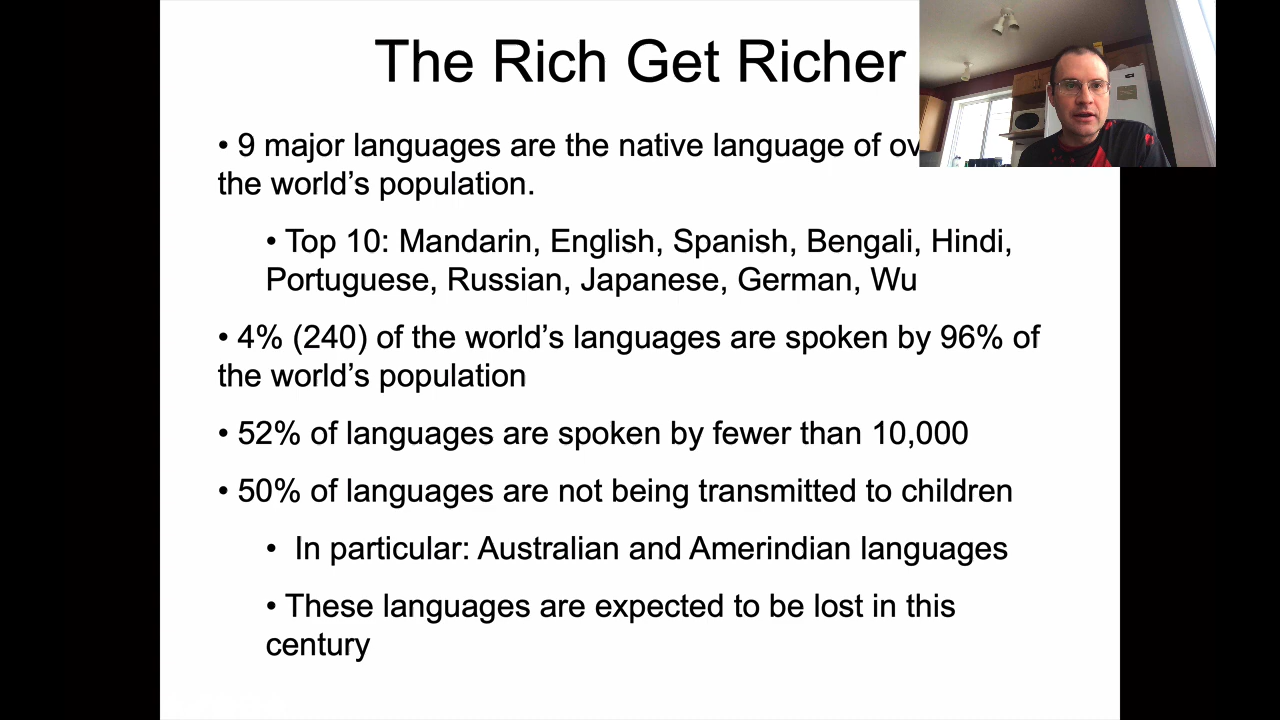 The Rich Get Richer
• 9 major languages are the native language of
the world's population.
• Top 10: Mandarin, English, Spanish, Bengali, Hindi,
Portuguese, Russian, Japanese, German, Wu
• 4% (240) of the world's languages are spoken by 96% of
the world's population
• 52% of languages are spoken by fewer than 10,000
• 50% of languages are not being transmitted to children
• In particular: Australian and Amerindian languages
• These languages are expected to be lost in this
century